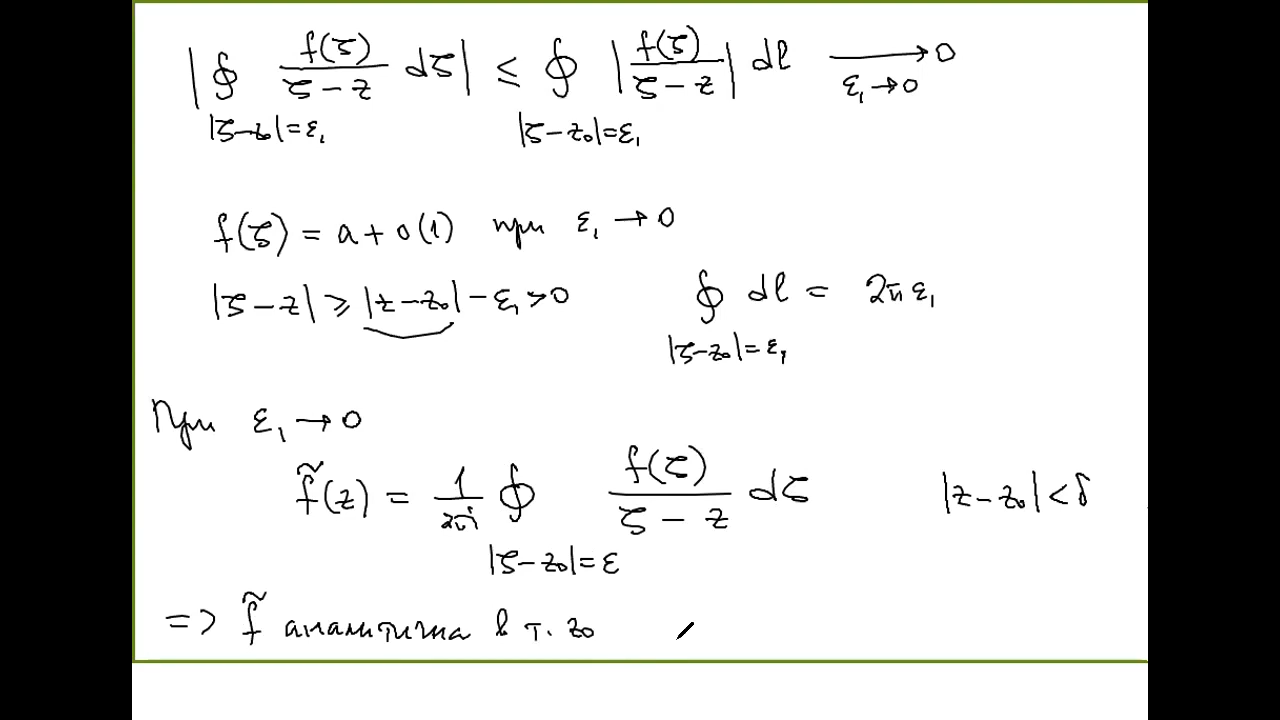 |∮_{|ζ-z₀|=ε₁} f(ζ)/(ζ-z) dζ| ≤ ∮_{|ζ-z₀|=ε₁} |f(ζ)/(ζ-z)| dl ⟶_{ε₁→0} 0
f(ζ) = a + o(1) при ε₁ → 0
|ζ-z| ≥ |z-z₀| - ε₁ > 0 ∮_{|ζ-z₀|=ε₁} dl = 2πε₁
При ε₁ → 0
f̃(z) = 1/(2πi) ∮_{|ζ-z₀|=ε} f(ζ)/(ζ-z) dζ |z-z₀| < δ
=> f̃ аналитична в т. z₀